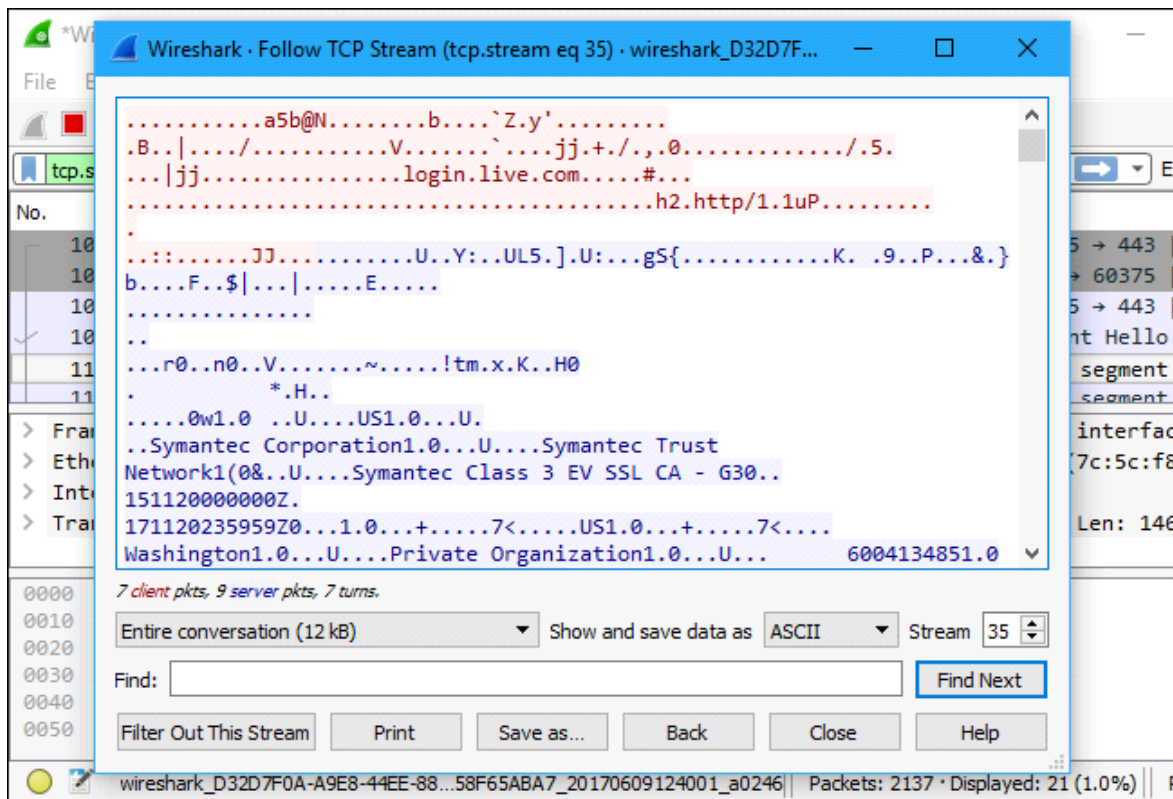 *Wi
Wireshark · Follow TCP Stream (tcp.stream eq 35) · wireshark_D32D7F...
File E
...........a5b@N........b....`Z.y'.........
.B..|..../...........V.......`....jj.+./.,.0............./.5.
...|jj.................login.live.com.....#...
............................................h2.http/1.1uP.........
.
..::......JJ.............U..Y:..UL5.].U:...gS{............K. .9..P...&.}
b....F..$|...|.....E.....
...............
..
...r0..n0..V.......~.....!tm.x.K..H0
. *.H..
.....0w1.0 ..U....US1.0...U.
..Symantec Corporation1.0...U....Symantec Trust
Network1(0&..U....Symantec Class 3 EV SSL CA - G30..
151120000000Z.
171120235959Z0...1.0...+.....7<.....US1.0...+.....7<....
Washington1.0...U....Private Organization1.0...U... 6004134851.0
tcp.s
E
No.
10
5 → 443
10
→ 60375
10
5 → 443
10
nt Hello
11
segment
11
segment
> Fra
interfac
> Eth
(7c:5c:f8
> Int
> Tra
Len: 146
0000
0010
0020
0030
0040
0050
7 client pkts, 9 server pkts, 7 turns.
Entire conversation (12 kB) Show and save data as ASCII Stream 35
Find: Find Next
Filter Out This Stream Print Save as... Back Close Help
wireshark_D32D7F0A-A9E8-44EE-88...58F65ABA7_20170609124001_a0246 Packets: 2137 · Displayed: 21 (1.0%)